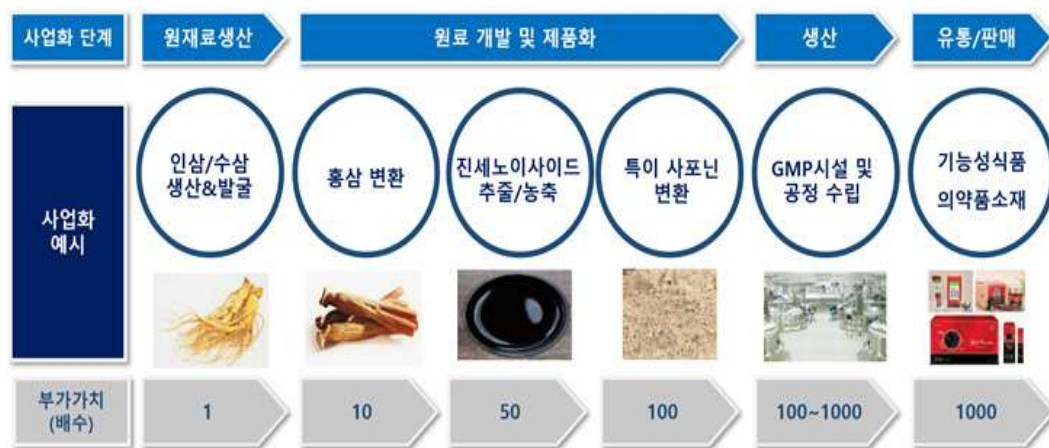 사업화 단계
원재료생산
원료 개발 및 제품화
생산
유통/판매
사업화
예시
인삼/수삼
생산&발굴
홍삼 변환
진세노이사이드
추줄/농축
특이 사포닌
변환
GMP시설 및
공정 수립
기능성식품
의약품소재
부가가치
(배수)
1
10
50
100
100~1000
1000